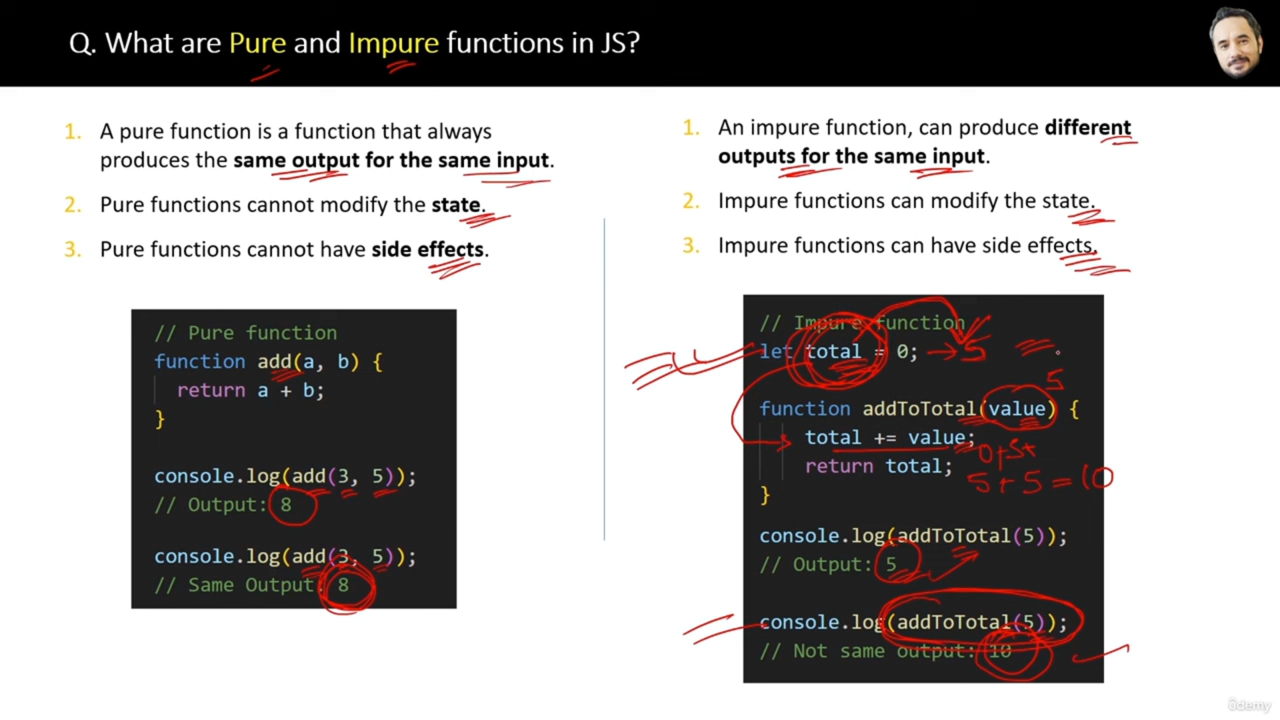 Q. What are Pure and Impure functions in JS?
1. A pure function is a function that always
produces the same output for the same input.
2. Pure functions cannot modify the state.
3. Pure functions cannot have side effects.
// Pure function
function add(a, b) {
return a + b;
}
console.log(add(3, 5));
// Output: 8
console.log(add(3, 5));
// Same Output: 8
1. An impure function, can produce different
outputs for the same input.
2. Impure functions can modify the state.
3. Impure functions can have side effects.
// Impure function
let total = 0; → 5
5
function addToTotal(value) {
total += value;
0+5+
return total;
5+5=10
}
console.log(addToTotal(5));
// Output: 5
console.log(addToTotal(5));
// Not same output: 10
ûdemy